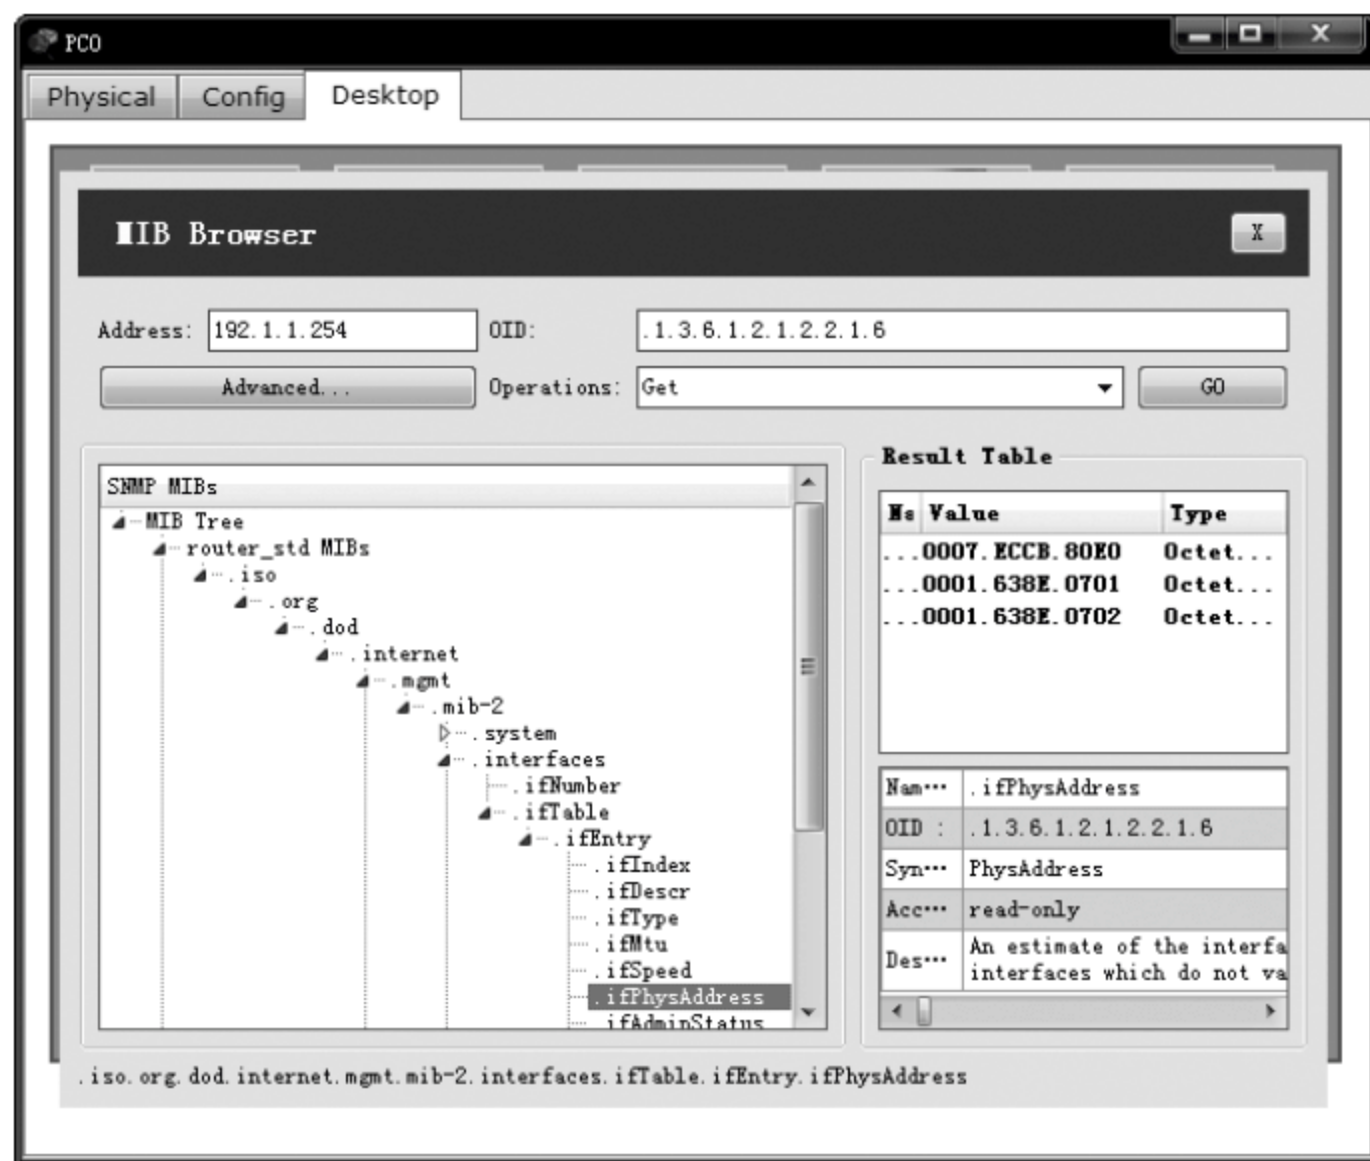 PC0
Physical Config Desktop
MIB Browser X
Address: 192.1.1.254 OID: .1.3.6.1.2.1.2.2.1.6
Advanced... Operations: Get GO
SNMP MIBs
MIB Tree
router_std MIBs
.iso
.org
.dod
.internet
.mgmt
.mib-2
.system
.interfaces
.ifNumber
.ifTable
.ifEntry
.ifIndex
.ifDescr
.ifType
.ifMtu
.ifSpeed
.ifPhysAddress
.ifAdminStatus
Result Table
Value Type
...0007.ECCB.80E0 Octet...
...0001.638E.0701 Octet...
...0001.638E.0702 Octet...
Nam... .ifPhysAddress
OID : .1.3.6.1.2.1.2.2.1.6
Syn... PhysAddress
Acc... read-only
Des... An estimate of the interfa
interfaces which do not va
.iso.org.dod.internet.mgmt.mib-2.interfaces.ifTable.ifEntry.ifPhysAddress